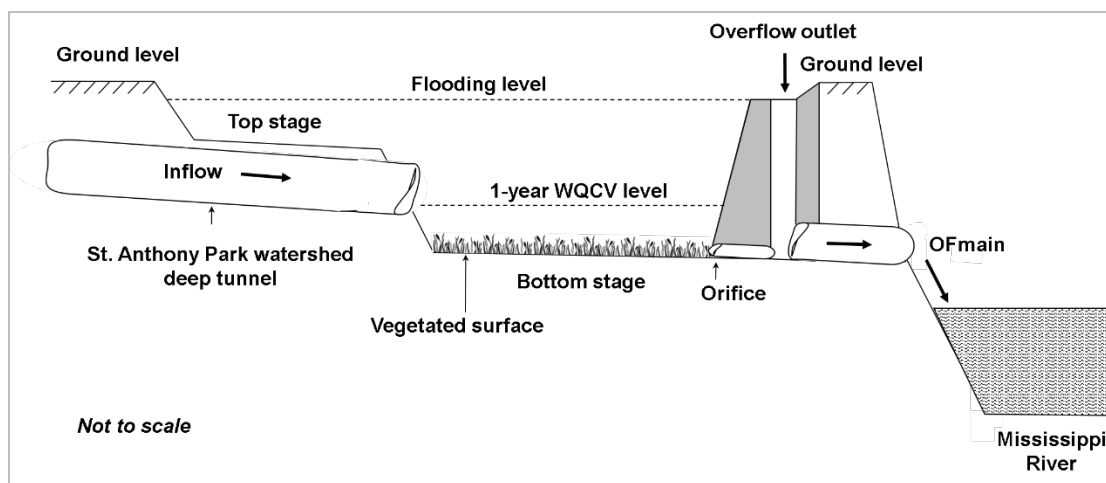 Overflow outlet
Ground level
Ground level
Flooding level
Top stage
Inflow
1-year WQCV level
St. Anthony Park watershed
deep tunnel
OFmain
Bottom stage
Orifice
Vegetated surface
Not to scale
Mississippi
River